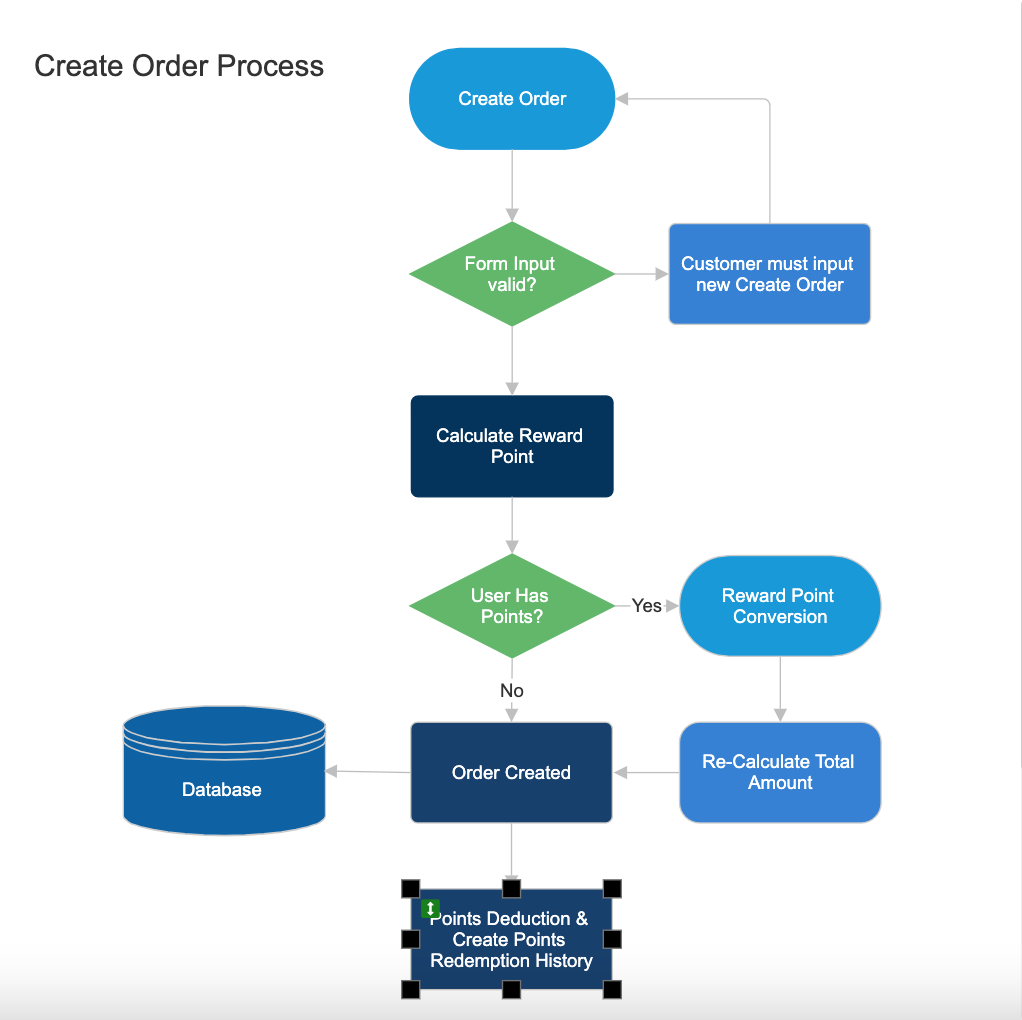 Create Order Process
Create Order
Form Input
valid?
Customer must input
new Create Order
Calculate Reward
Point
User Has
Points?
Yes
Reward Point
Conversion
No
Database
Order Created
Re-Calculate Total
Amount
Points Deduction &
Create Points
Redemption History